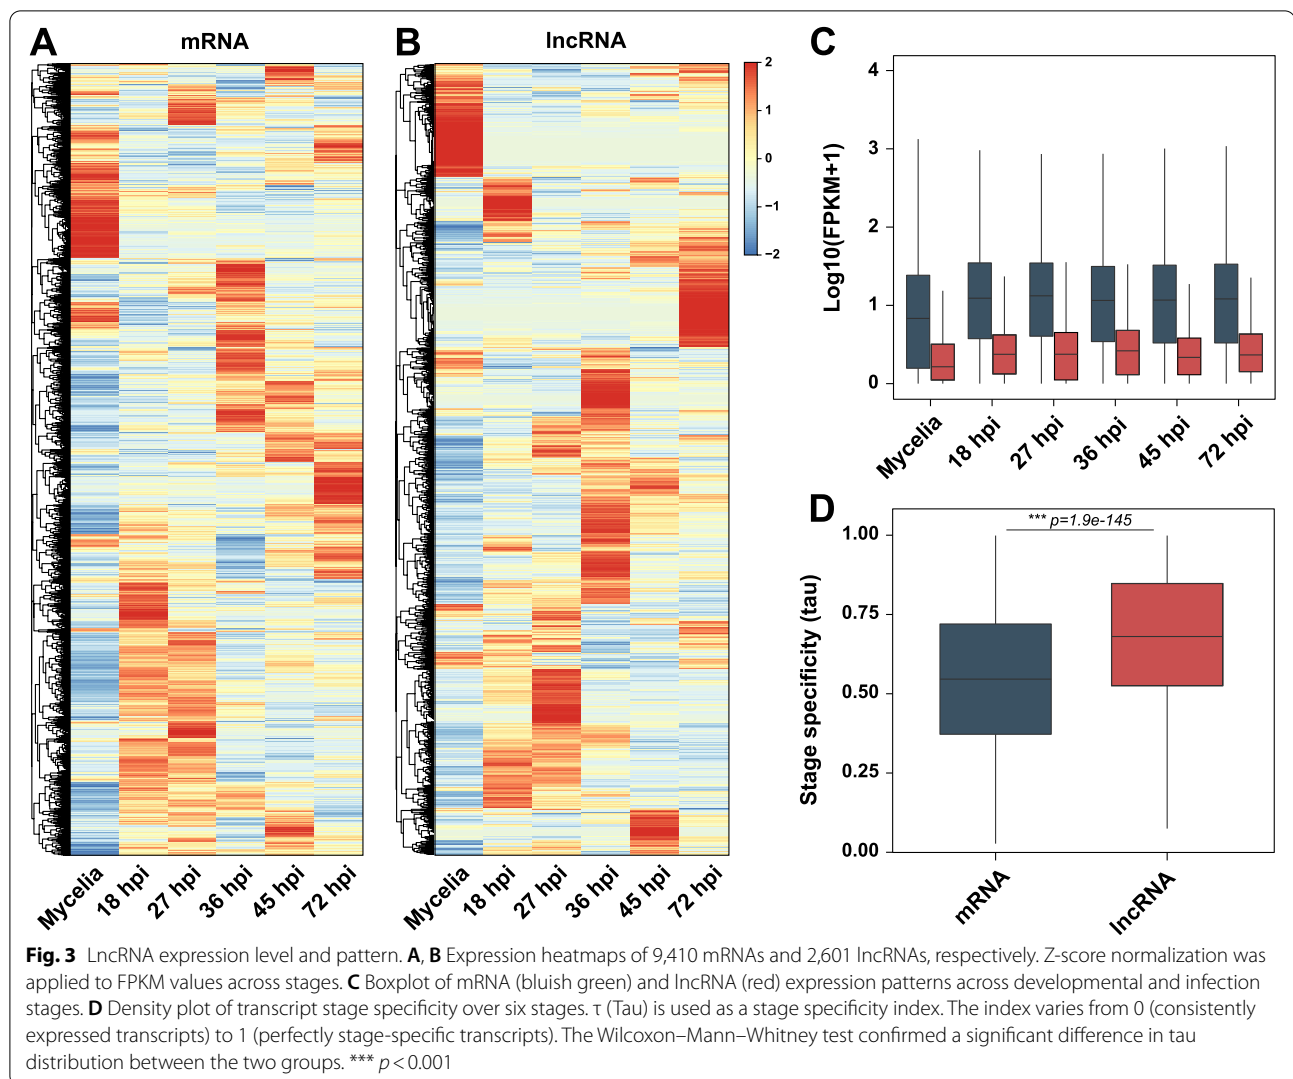 A
mRNA
B
lncRNA
2
1
0
−1
−2
Mycelia
18 hpi
27 hpi
36 hpi
45 hpi
72 hpi
Mycelia
18 hpi
27 hpi
36 hpi
45 hpi
72 hpi
C
Log10(FPKM+1)
4
3
2
1
0
Mycelia
18 hpi
27 hpi
36 hpi
45 hpi
72 hpi
D
Stage specificity (tau)
1.00
0.75
0.50
0.25
0.00
*** p=1.9e-145
mRNA
lncRNA
Fig. 3 LncRNA expression level and pattern. A, B Expression heatmaps of 9,410 mRNAs and 2,601 lncRNAs, respectively. Z-score normalization was
applied to FPKM values across stages. C Boxplot of mRNA (bluish green) and lncRNA (red) expression patterns across developmental and infection
stages. D Density plot of transcript stage specificity over six stages. τ (Tau) is used as a stage specificity index. The index varies from 0 (consistently
expressed transcripts) to 1 (perfectly stage-specific transcripts). The Wilcoxon–Mann–Whitney test confirmed a significant difference in tau
distribution between the two groups. *** p < 0.001